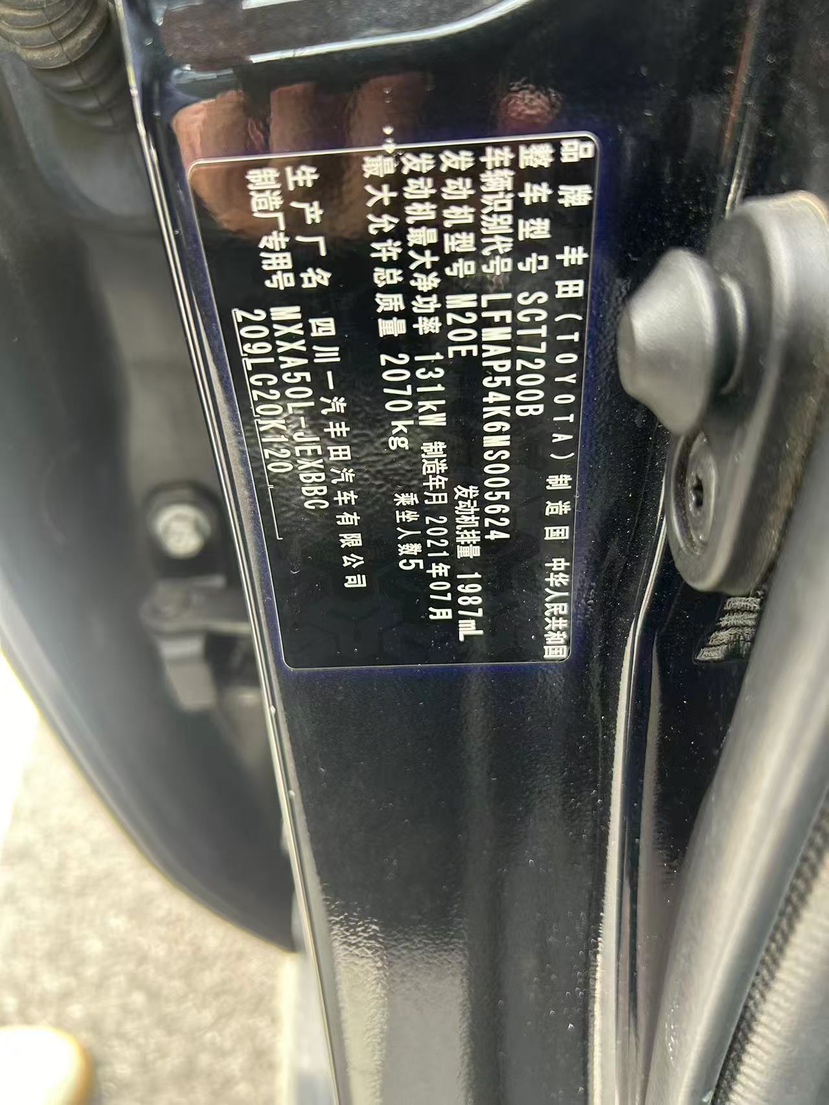 品牌 丰田(TOYOTA) 制造国 中华人民共和国
整车型号 SCT7200B
车辆识别代号 LFMAP54K6MS005624
发动机型号 M20E 发动机排量 1987mL
发动机最大净功率 131kW 制造年月 2021年07月
最大允许总质量 2070kg 乘坐人数5
生产厂名 四川一汽丰田汽车有限公司
制造厂专用号 MXXA50L-JEXBBC
209LC20K120